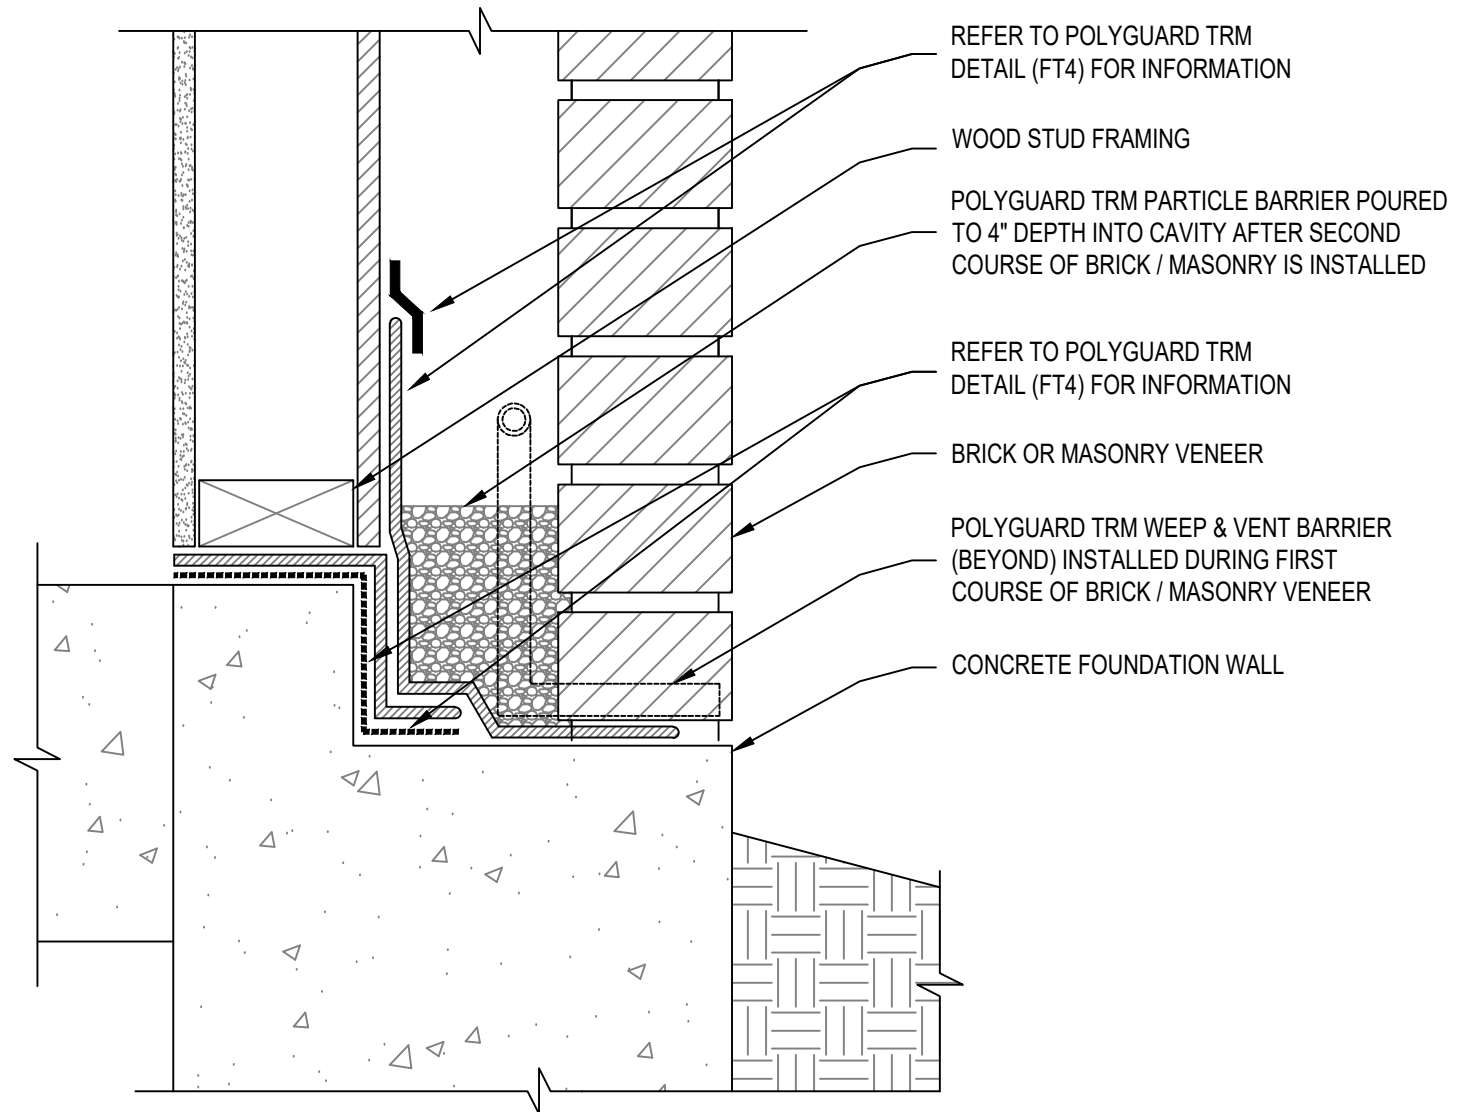 REFER TO POLYGUARD TRM
DETAIL (FT4) FOR INFORMATION
WOOD STUD FRAMING
POLYGUARD TRM PARTICLE BARRIER POURED
TO 4" DEPTH INTO CAVITY AFTER SECOND
COURSE OF BRICK / MASONRY IS INSTALLED
REFER TO POLYGUARD TRM
DETAIL (FT4) FOR INFORMATION
BRICK OR MASONRY VENEER
POLYGUARD TRM WEEP & VENT BARRIER
(BEYOND) INSTALLED DURING FIRST
COURSE OF BRICK / MASONRY VENEER
CONCRETE FOUNDATION WALL